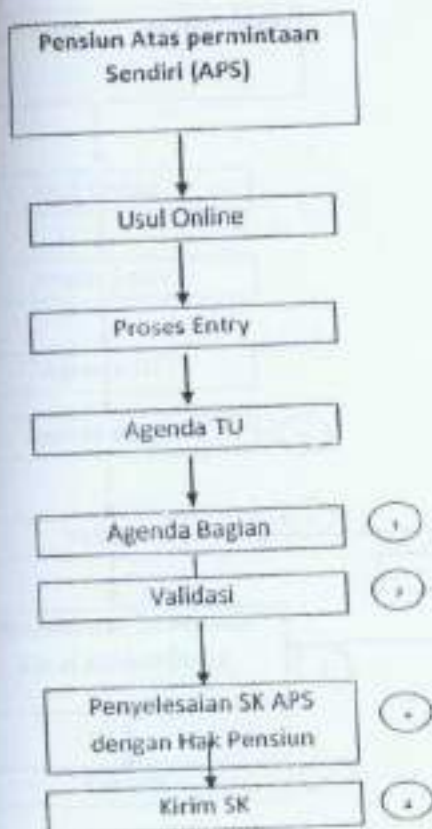 Pensiun Atas permintaan
Sendiri (APS)
Usul Online
Proses Entry
Agenda TU
Agenda Bagian
Validasi
Penyelesaian SK APS
dengan Hak Pensiun
Kirim SK